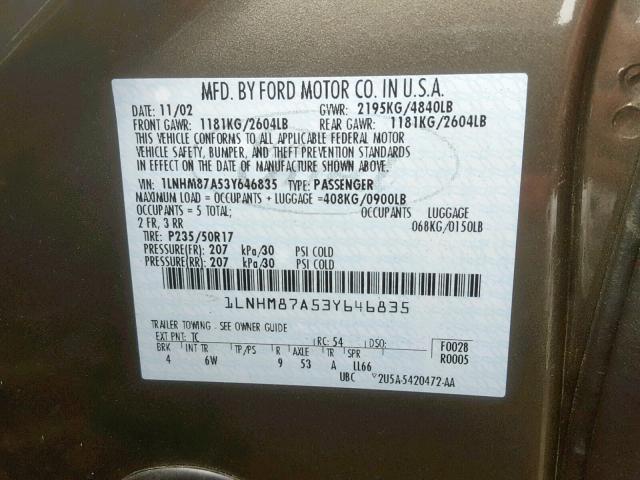 MFD. BY FORD MOTOR CO. IN U.S.A.
DATE: 11/02 GVWR: 2195KG/4840LB
FRONT GAWR: 1181KG/2604LB REAR GAWR: 1181KG/2604LB
THIS VEHICLE CONFORMS TO ALL APPLICABLE FEDERAL MOTOR
VEHICLE SAFETY, BUMPER, AND THEFT PREVENTION STANDARDS
IN EFFECT ON THE DATE OF MANUFACTURE SHOWN ABOVE.
VIN: 1LNHM87A53Y646835 TYPE: PASSENGER
MAXIMUM LOAD = OCCUPANTS + LUGGAGE = 408KG/0900LB
OCCUPANTS = 5 TOTAL; LUGGAGE
2 FR, 3 RR 068KG/0150LB
TIRE: P235/50R17
PRESSURE(FR) 207 kPa/30 PSI COLD
PRESSURE(RR) 207 kPa/30 PSI COLD
1LNHM87A53Y646835
TRAILER TOWING - SEE OWNER GUIDE
EXT PNT: TC RC: 54 DSO: F0028
BRK INT TR TP/PS R AXLE TR SPR R0005
4 6W 9 53 A LL66
UBC 2U5A-5420472-AA